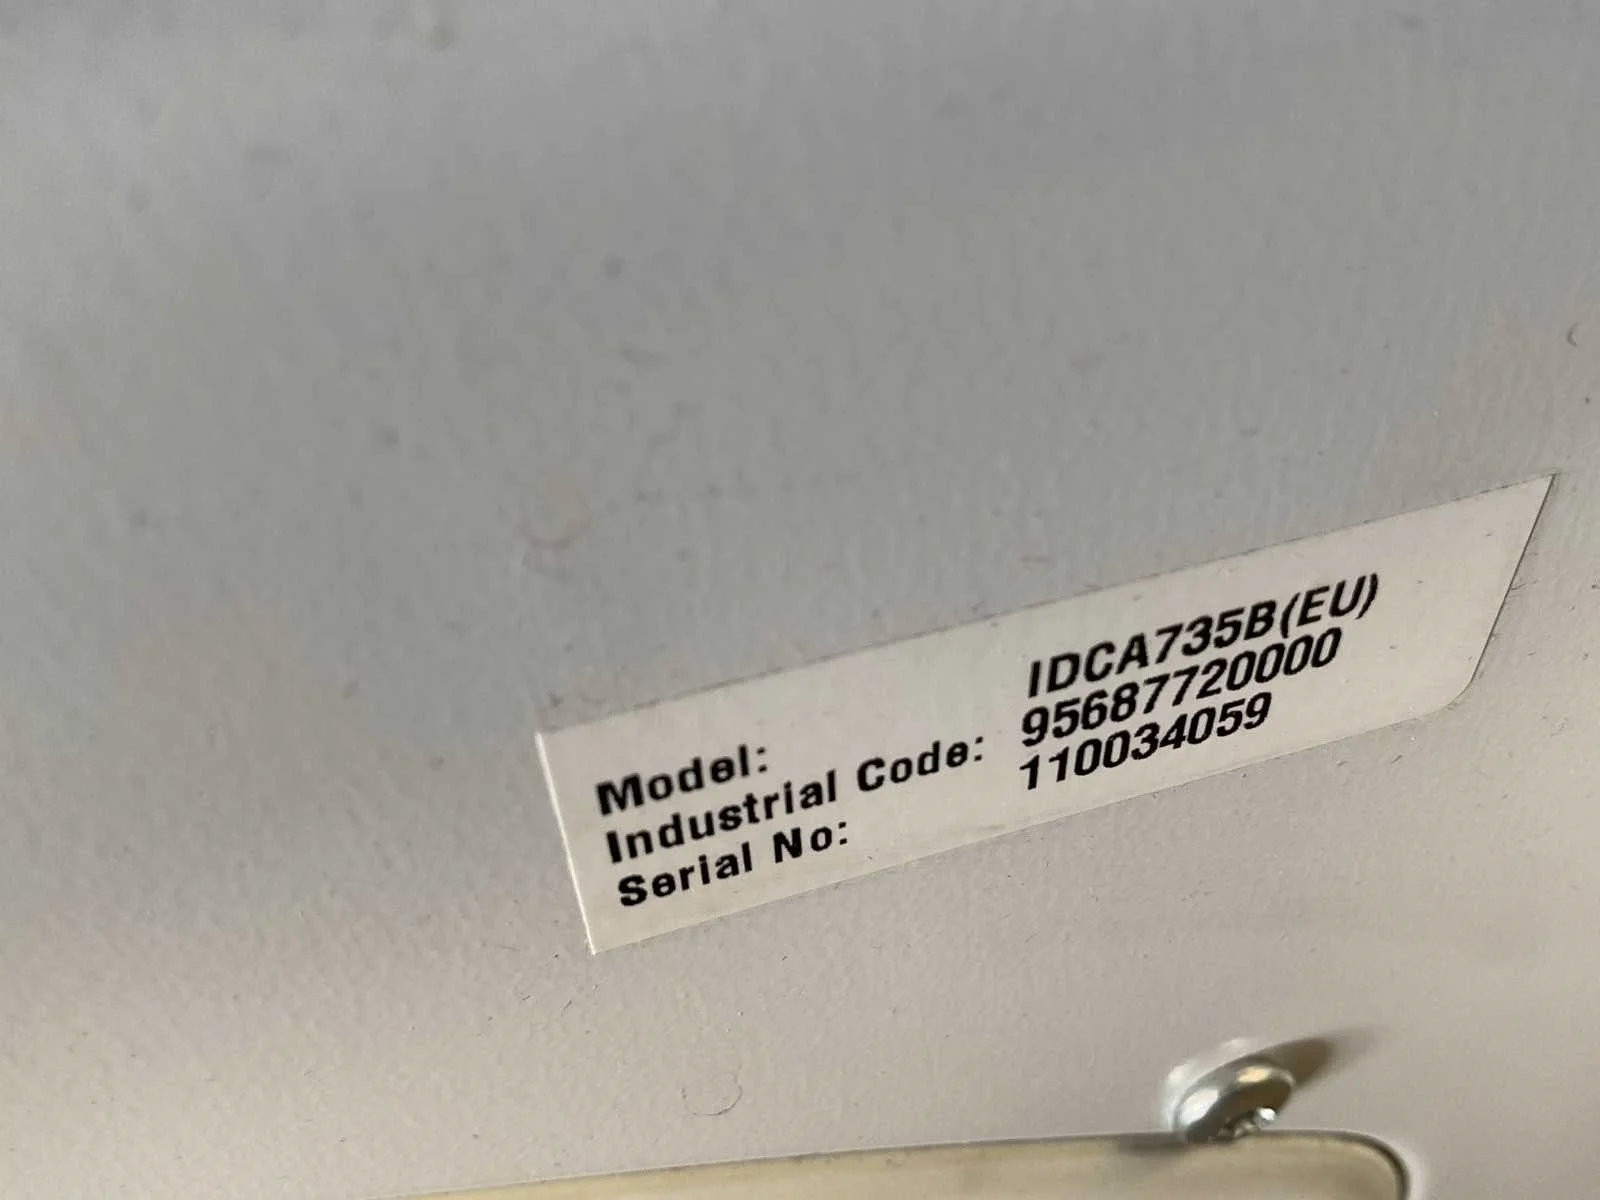 Model: IDCA735B(EU)
Industrial Code: 95687720000
Serial No: 110034059